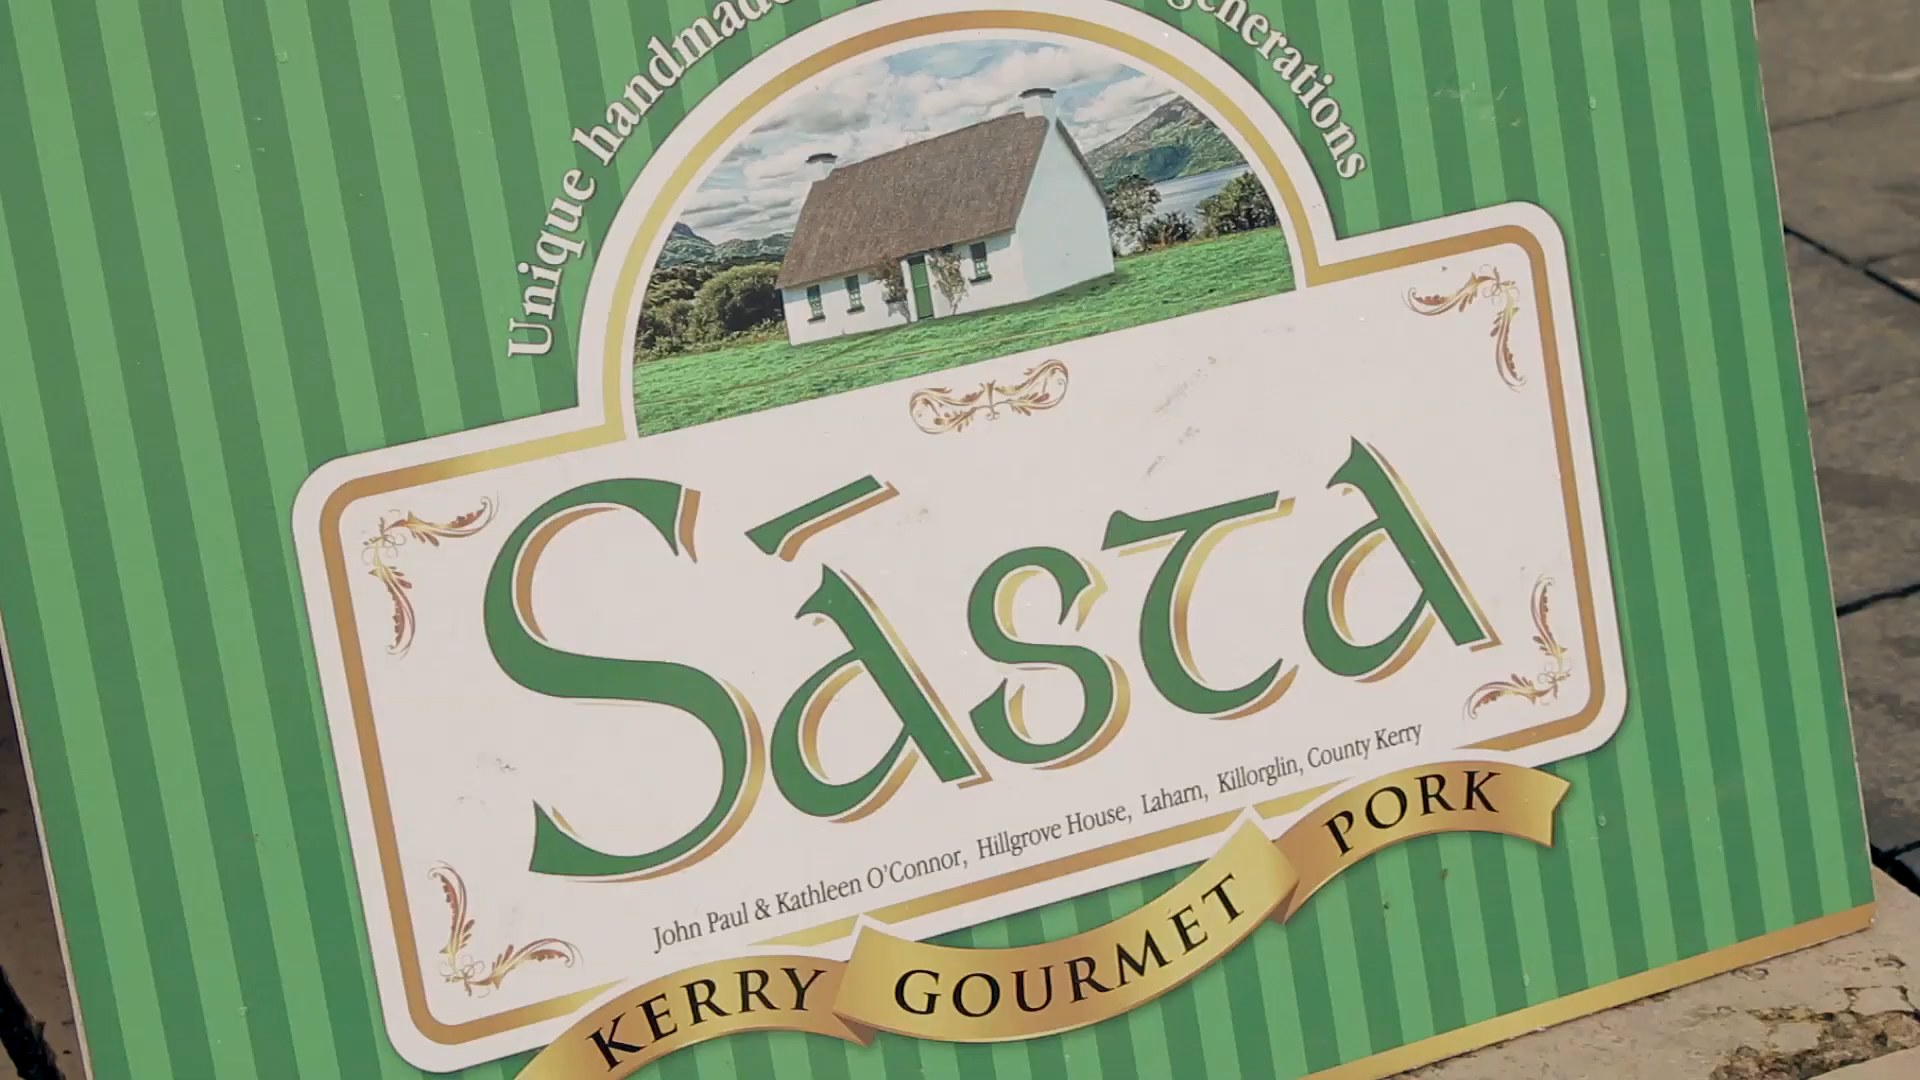 Unique handmade
generations
Sásta
John Paul & Kathleen O'Connor, Hillgrove House, Laharn, Killorglin, County Kerry
KERRY GOURMET PORK